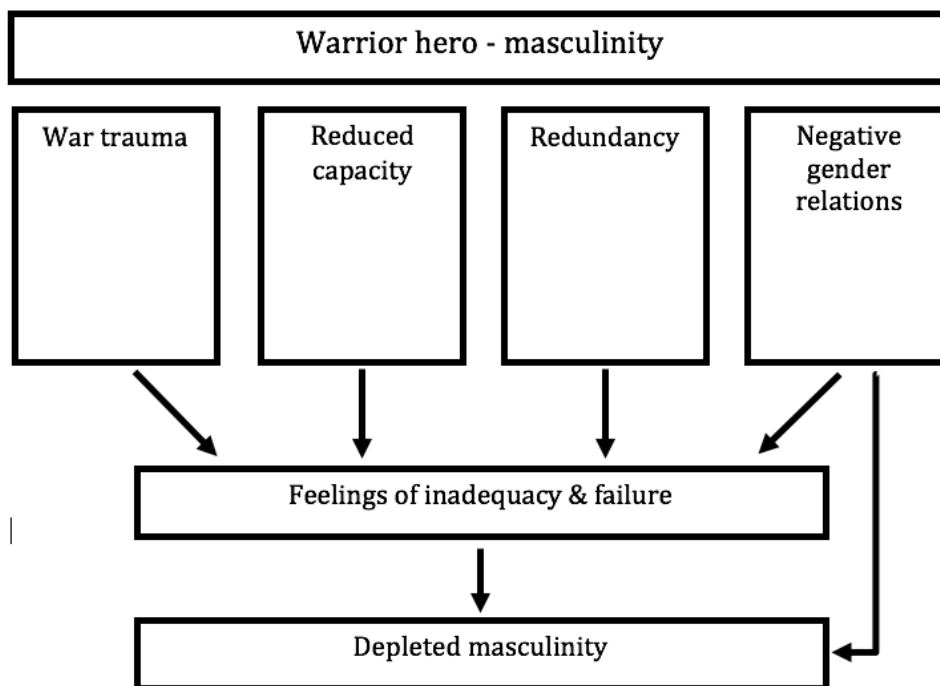 Warrior hero - masculinity
War trauma
Reduced
capacity
Redundancy
Negative
gender
relations
Feelings of inadequacy & failure
Depleted masculinity